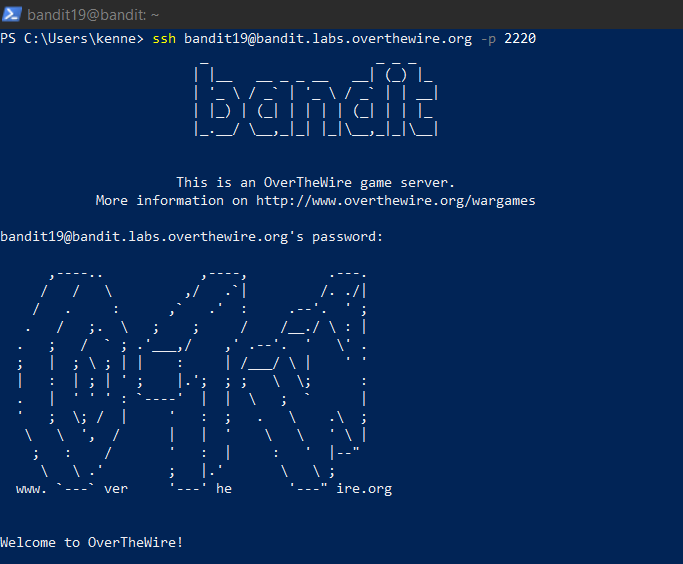 bandit19@bandit: ~
PS C:\Users\kenne> ssh bandit19@bandit.labs.overthewire.org -p 2220
bandit
This is an OverTheWire game server.
More information on http://www.overthewire.org/wargames
bandit19@bandit.labs.overthewire.org's password:
www. `---` ver '---' he '---" ire.org
Welcome to OverTheWire!